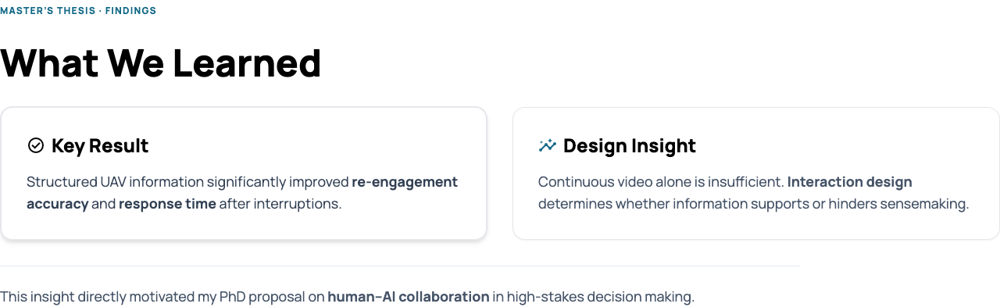 MASTER'S THESIS · FINDINGS
What We Learned
Key Result
Structured UAV information significantly improved re-engagement
accuracy and response time after interruptions.
Design Insight
Continuous video alone is insufficient. Interaction design
determines whether information supports or hinders sensemaking.
This insight directly motivated my PhD proposal on human–AI collaboration in high-stakes decision making.